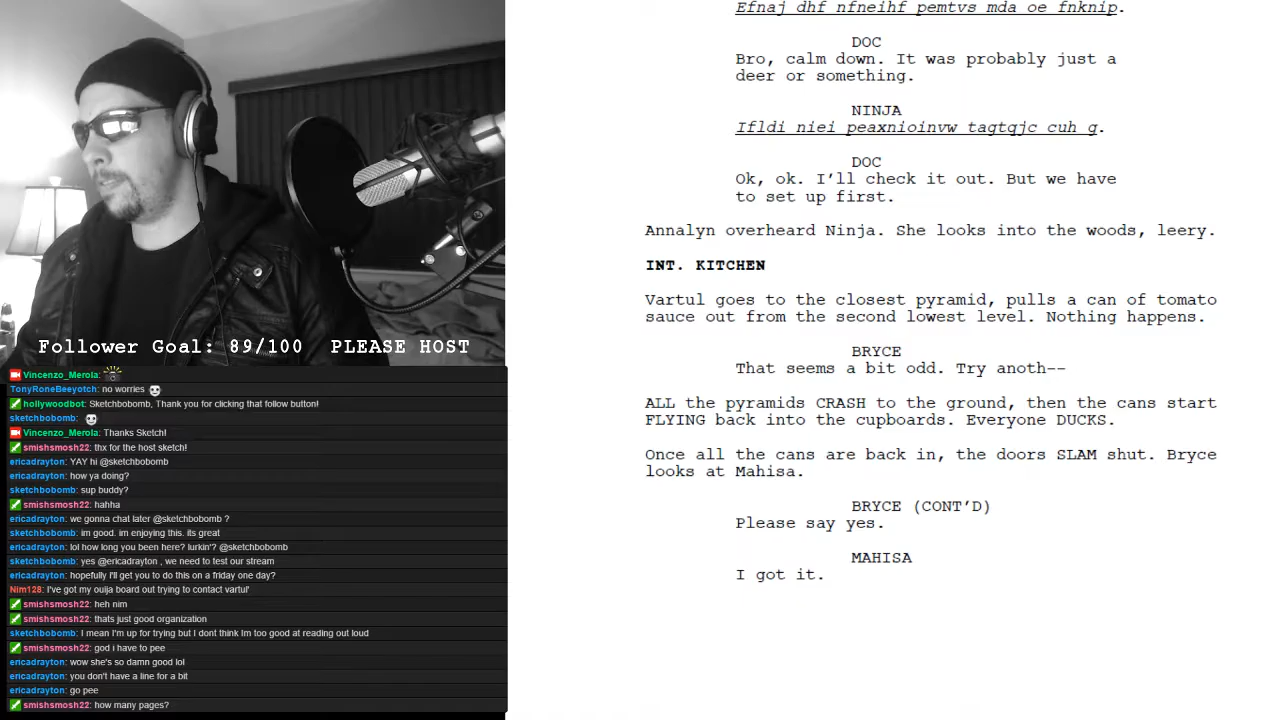 Efnaj dhf nfneihf pemtvs mda oe fnknip.
DOC
Bro, calm down. It was probably just a
deer or something.
NINJA
Ifldi niei peaxnioinvw tagtqjc cuh g.
DOC
Ok, ok. I'll check it out. But we have
to set up first.
Annalyn overheard Ninja. She looks into the woods, leery.
INT. KITCHEN
Vartul goes to the closest pyramid, pulls a can of tomato
sauce out from the second lowest level. Nothing happens.
BRYCE
That seems a bit odd. Try anoth--
ALL the pyramids CRASH to the ground, then the cans start
FLYING back into the cupboards. Everyone DUCKS.
Once all the cans are back in, the doors SLAM shut. Bryce
looks at Mahisa.
BRYCE (CONT'D)
Please say yes.
MAHISA
I got it.
Follower Goal: 89/100 PLEASE HOST
Vincenzo_Merola:
TonyRoneBeeyotch: no worries
hollywoodbot: Sketchbobomb, Thank you for clicking that follow button!
sketchbobomb:
Vincenzo_Merola: Thanks Sketch!
smishsmosh22: thx for the host sketch!
ericadrayton: YAY hi @sketchbobomb
ericadrayton: how ya doing?
sketchbobomb: sup buddy?
smishsmosh22: hahha
ericadrayton: we gonna chat later @sketchbobomb ?
sketchbobomb: im good. im enjoying this. its great
ericadrayton: lol how long you been here? lurkin'? @sketchbobomb
sketchbobomb: yes @ericadrayton , we need to test our stream
ericadrayton: hopefully I'll get you to do this on a friday one day?
Nim128: I've got my ouija board out trying to contact vartul'
smishsmosh22: heh nim
smishsmosh22: thats just good organization
sketchbobomb: I mean I'm up for trying but I dont think Im too good at reading out loud
smishsmosh22: god i have to pee
ericadrayton: wow she's so damn good lol
ericadrayton: you don't have a line for a bit
ericadrayton: go pee
smishsmosh22: how many pages?